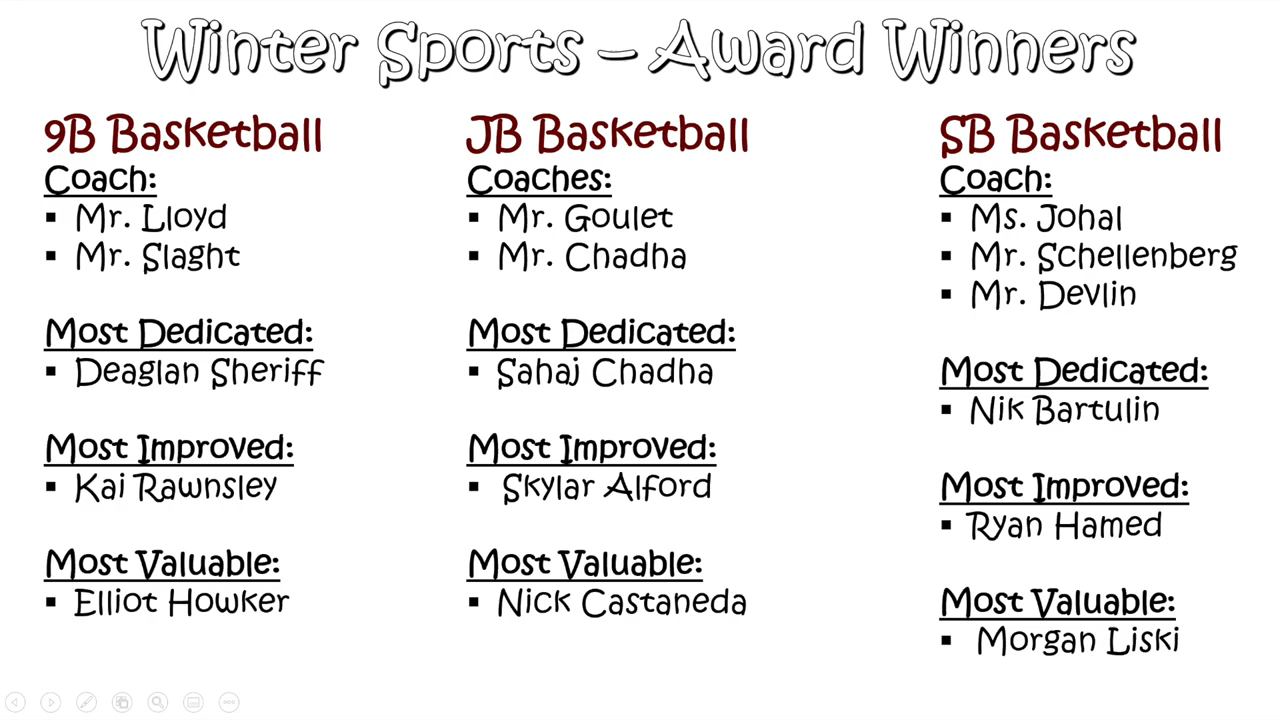 Winter Sports – Award Winners
9B Basketball
Coach:
▪ Mr. Lloyd
▪ Mr. Slaght
Most Dedicated:
▪ Deaglan Sheriff
Most Improved:
▪ Kai Rawnsley
Most Valuable:
▪ Elliot Howker
JB Basketball
Coaches:
▪ Mr. Goulet
▪ Mr. Chadha
Most Dedicated:
▪ Sahaj Chadha
Most Improved:
▪ Skylar Alford
Most Valuable:
▪ Nick Castaneda
SB Basketball
Coach:
▪ Ms. Johal
▪ Mr. Schellenberg
▪ Mr. Devlin
Most Dedicated:
▪ Nik Bartulin
Most Improved:
▪ Ryan Hamed
Most Valuable:
▪ Morgan Liski